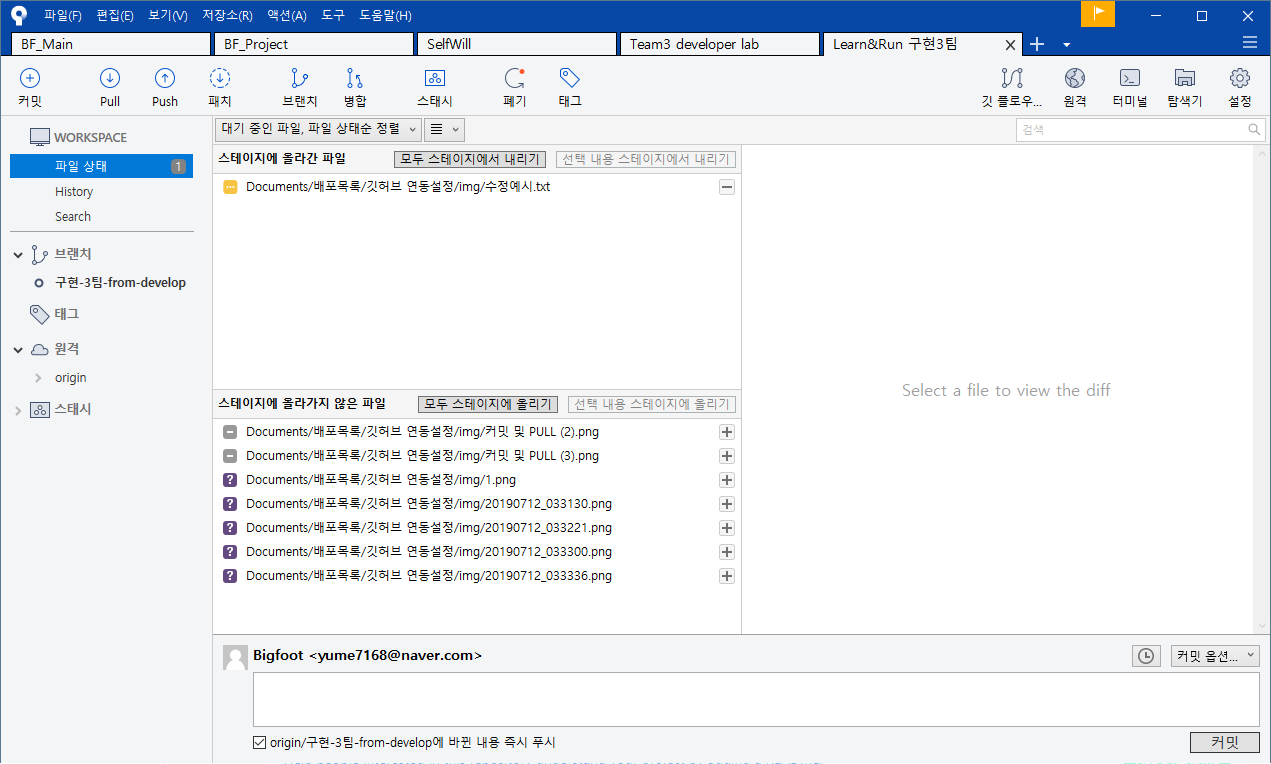 파일(F) 편집(E) 보기(V) 저장소(R) 액션(A) 도구 도움말(H)
BF_Main BF_Project SelfWill Team3 developer lab Learn&Run 구현3팀
커밋 Pull Push 패치 브랜치 병합 스태시 폐기 태그 깃 플로우... 원격 터미널 탐색기 설정
WORKSPACE
파일 상태 1
History
Search
브랜치
구현-3팀-from-develop
태그
원격
origin
스태시
대기 중인 파일, 파일 상태순 정렬
검색
스테이지에 올라간 파일 모두 스테이지에서 내리기 선택 내용 스테이지에서 내리기
Documents/배포목록/깃허브 연동설정/img/수정예시.txt
스테이지에 올라가지 않은 파일 모두 스테이지에 올리기 선택 내용 스테이지에 올리기
Documents/배포목록/깃허브 연동설정/img/커밋 및 PULL (2).png
Documents/배포목록/깃허브 연동설정/img/커밋 및 PULL (3).png
Documents/배포목록/깃허브 연동설정/img/1.png
Documents/배포목록/깃허브 연동설정/img/20190712_033130.png
Documents/배포목록/깃허브 연동설정/img/20190712_033221.png
Documents/배포목록/깃허브 연동설정/img/20190712_033300.png
Documents/배포목록/깃허브 연동설정/img/20190712_033336.png
Select a file to view the diff
Bigfoot <yume7168@naver.com>
커밋 옵션...
origin/구현-3팀-from-develop에 바뀐 내용 즉시 푸시
커밋